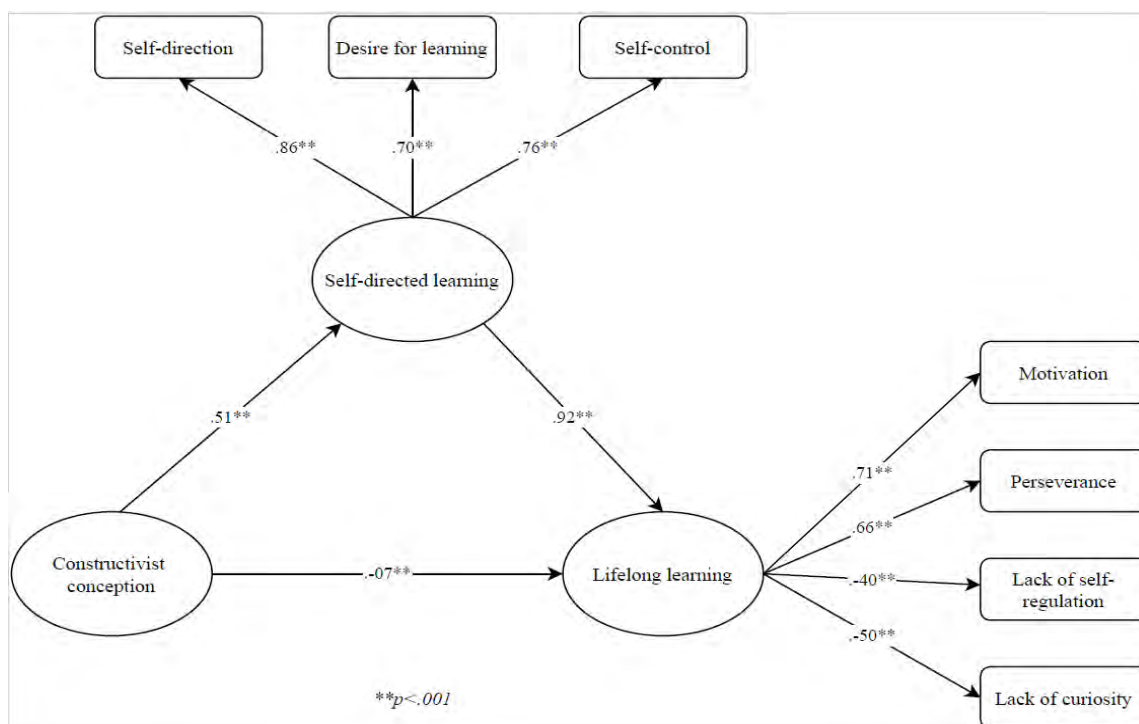 Self-direction
Desire for learning
Self-control
.86**
.70**
.76**
Self-directed learning
Motivation
.51**
.92**
.71**
Perseverance
.66**
Constructivist
conception
.-07**
Lifelong learning
.-40**
Lack of self-
regulation
.-50**
**p<.001
Lack of curiosity